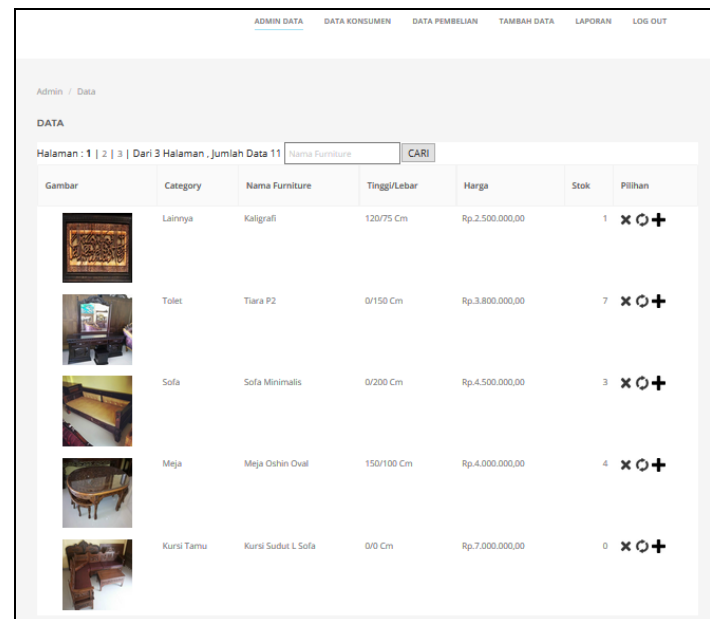 ADMIN DATA DATA KONSUMEN DATA PEMBELIAN TAMBAH DATA LAPORAN LOG OUT
Admin / Data
DATA
Halaman : 1 | 2 | 3 | Dari 3 Halaman , Jumlah Data 11 Nama Furniture CARI
Gambar Category Nama Furniture Tinggi/Lebar Harga Stok Pilihan
Lainnya Kaligrafi 120/75 Cm Rp.2.500.000,00 1
Tolet Tiara P2 0/150 Cm Rp.3.800.000,00 7
Sofa Sofa Minimalis 0/200 Cm Rp.4.500.000,00 3
Meja Meja Oshin Oval 150/100 Cm Rp.4.000.000,00 4
Kursi Tamu Kursi Sudut L Sofa 0/0 Cm Rp.7.000.000,00 0